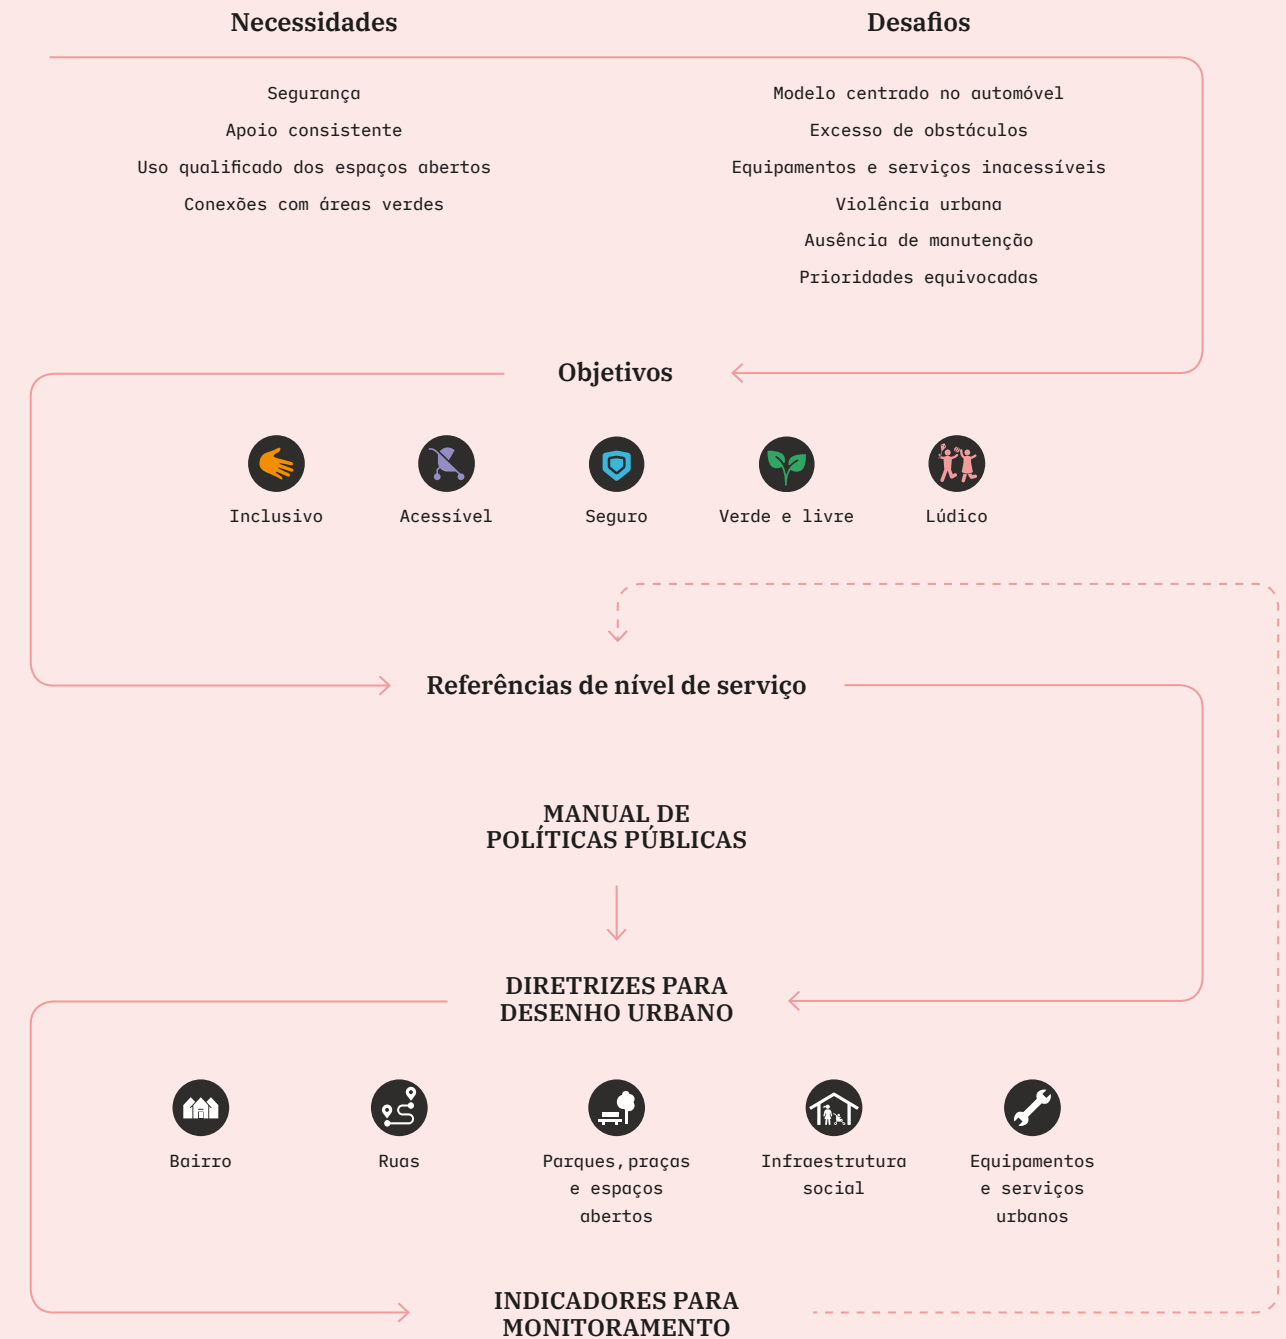 Necessidades
Desafios
Segurança
Apoio consistente
Uso qualificado dos espaços abertos
Conexões com áreas verdes
Modelo centrado no automóvel
Excesso de obstáculos
Equipamentos e serviços inacessíveis
Violência urbana
Ausência de manutenção
Prioridades equivocadas
Objetivos
Inclusivo
Acessível
Seguro
Verde e livre
Lúdico
Referências de nível de serviço
MANUAL DE
POLÍTICAS PÚBLICAS
DIRETRIZES PARA
DESENHO URBANO
Bairro
Ruas
Parques, praças
e espaços
abertos
Infraestrutura
social
Equipamentos
e serviços
urbanos
INDICADORES PARA
MONITORAMENTO